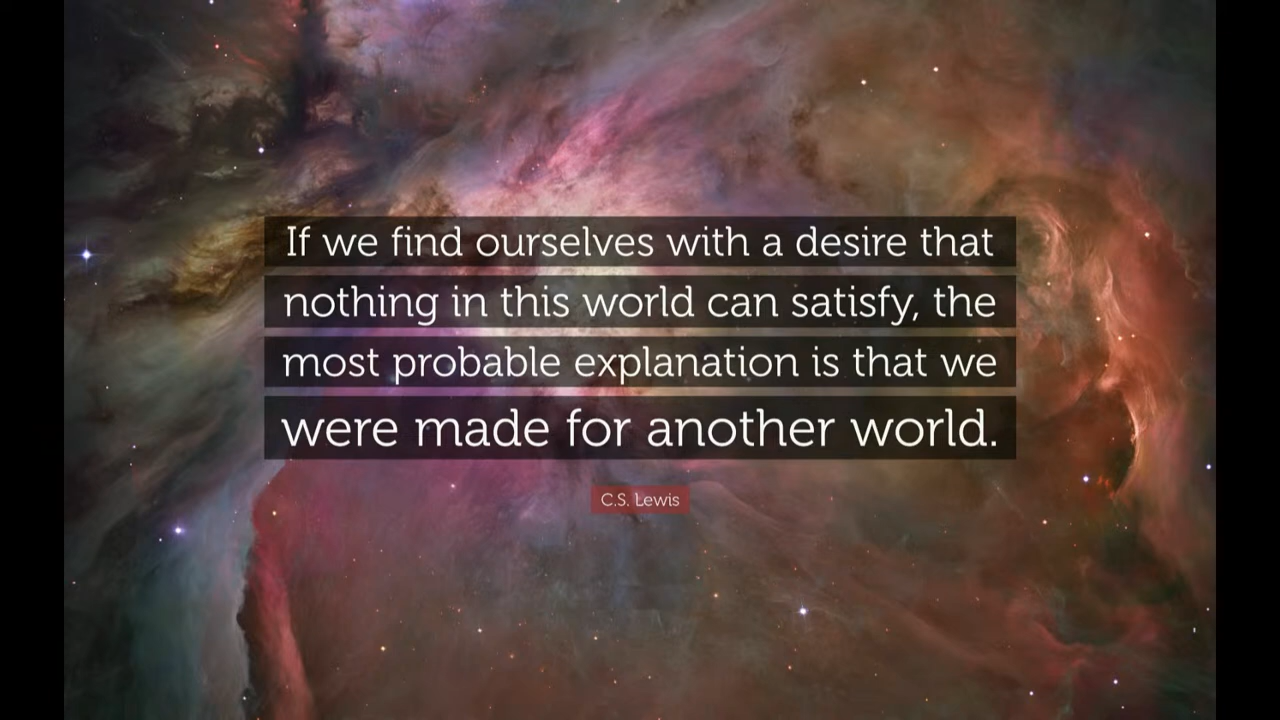 If we find ourselves with a desire that
nothing in this world can satisfy, the
most probable explanation is that we
were made for another world.
C.S. Lewis